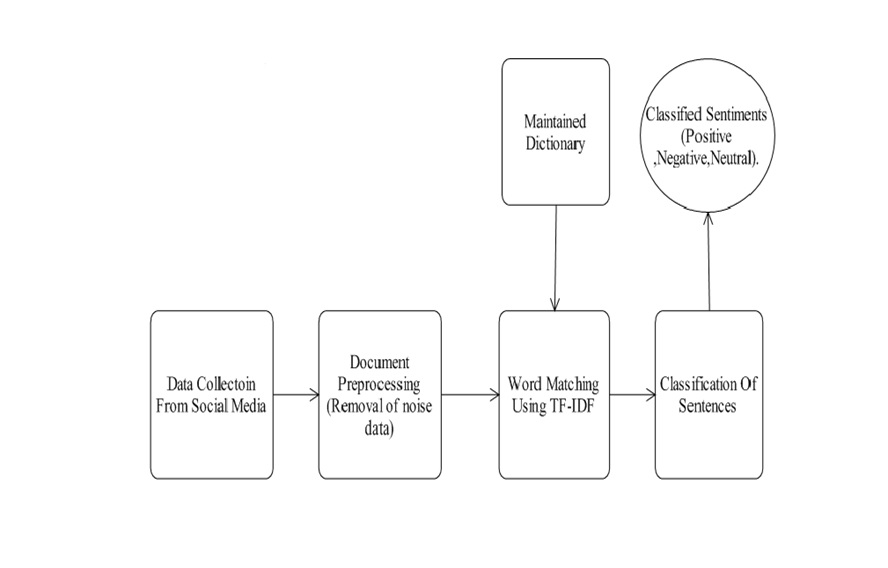 Maintained
Dictionary
Classified Sentiments
(Positive
,Negative,Neutral).
Data Collectoin
From Social Media
Document
Preprocessing
(Removal of noise
data)
Word Matching
Using TF-IDF
Classification Of
Sentences